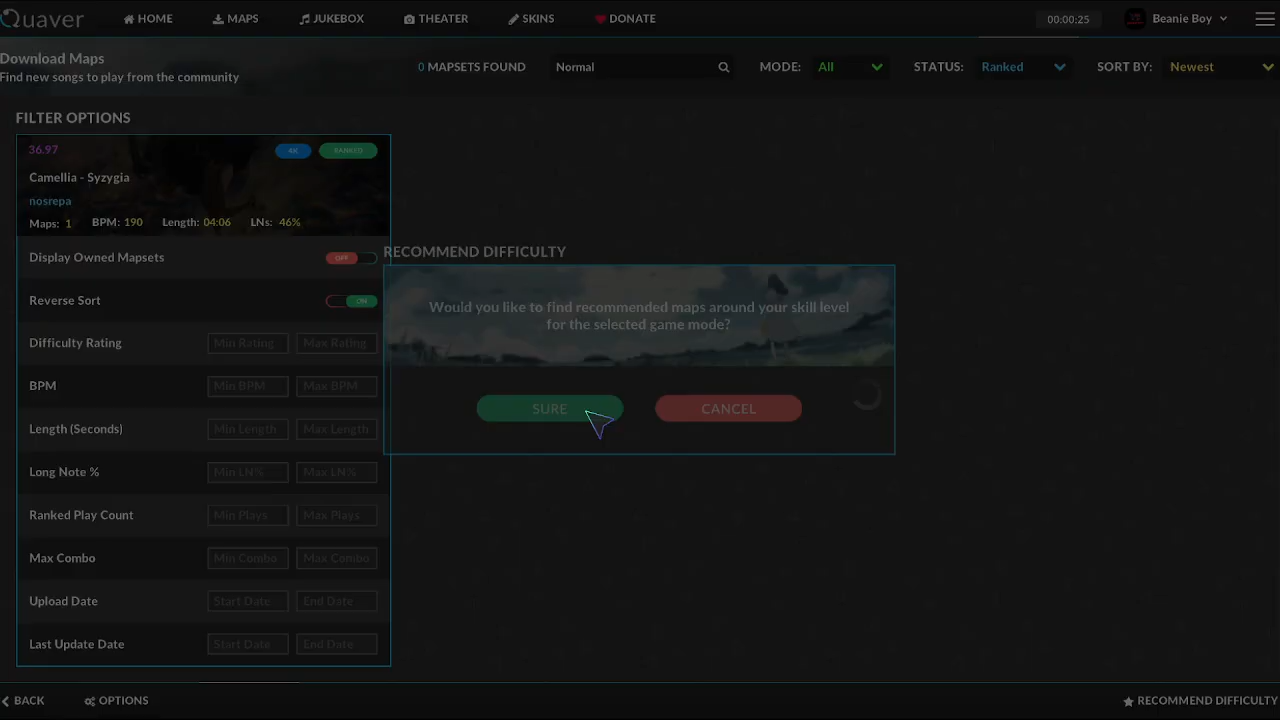 Quaver
HOME
MAPS
JUKEBOX
THEATER
SKINS
DONATE
00:00:25
Beanie Boy
Download Maps
Find new songs to play from the community
0 MAPSETS FOUND
Normal
MODE: All
STATUS: Ranked
SORT BY: Newest
FILTER OPTIONS
36.97
4K
RANKED
Camellia - Syzygia
nosrepa
Maps: 1 BPM: 190 Length: 04:06 LNs: 46%
Display Owned Mapsets OFF
Reverse Sort ON
Difficulty Rating Min Rating Max Rating
BPM Min BPM Max BPM
Length (Seconds) Min Length Max Length
Long Note % Min LN% Max LN%
Ranked Play Count Min Plays Max Plays
Max Combo Min Combo Max Combo
Upload Date Start Date End Date
Last Update Date Start Date End Date
RECOMMEND DIFFICULTY
Would you like to find recommended maps around your skill level
for the selected game mode?
SURE
CANCEL
BACK
OPTIONS
RECOMMEND DIFFICULTY